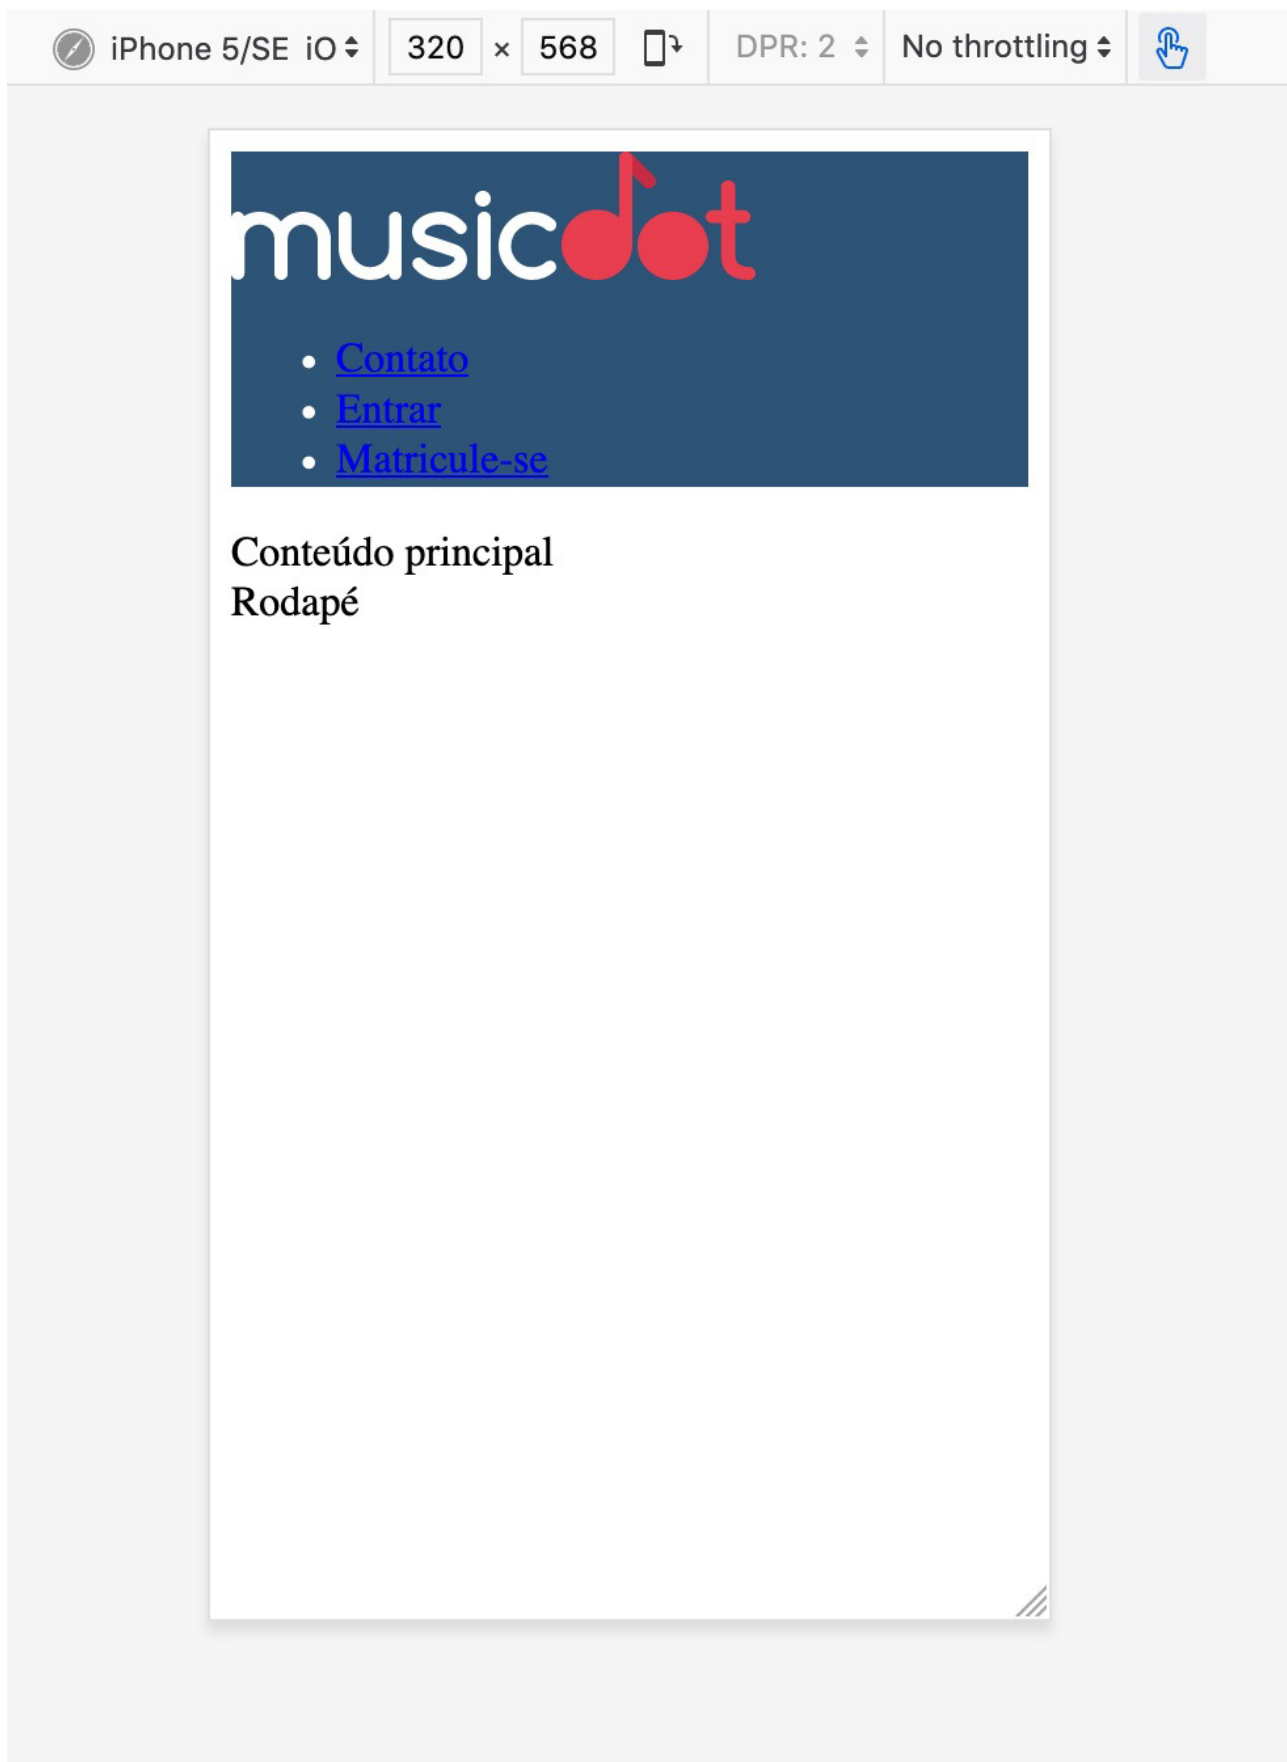 iPhone 5/SE iO 320 × 568 DPR: 2 No throttling
musicdot
• Contato
• Entrar
• Matricule-se
Conteúdo principal
Rodapé